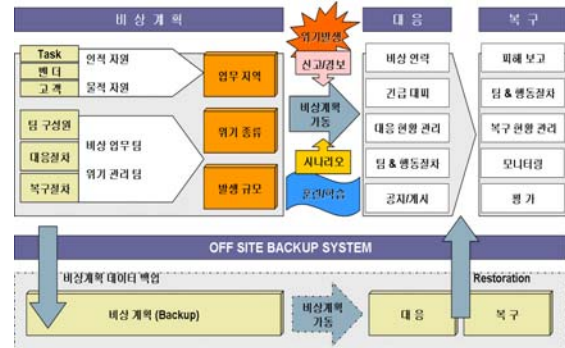 비 상 계 획
대 응
복 구
Task
벤 더
고 객
인 적 자 원
물 적 자 원
업 무 지 역
팀 구성원
대응절차
복구절차
비상 업무 팀
위기 관리 팀
위기 종류
발생 규모
위기발생
신고/경보
비상계획
가동
시나리오
훈련/학습
비상 연락
긴급 대피
대응 현황 관리
팀 & 행동절차
공지/게시
피해 보고
팀 & 행동절차
복구 현황 관리
모니터링
평 가
OFF SITE BACKUP SYSTEM
비상계획 데이터 백업
Restoration
비상 계획 (Backup)
비상계획
가동
대 응
복 구